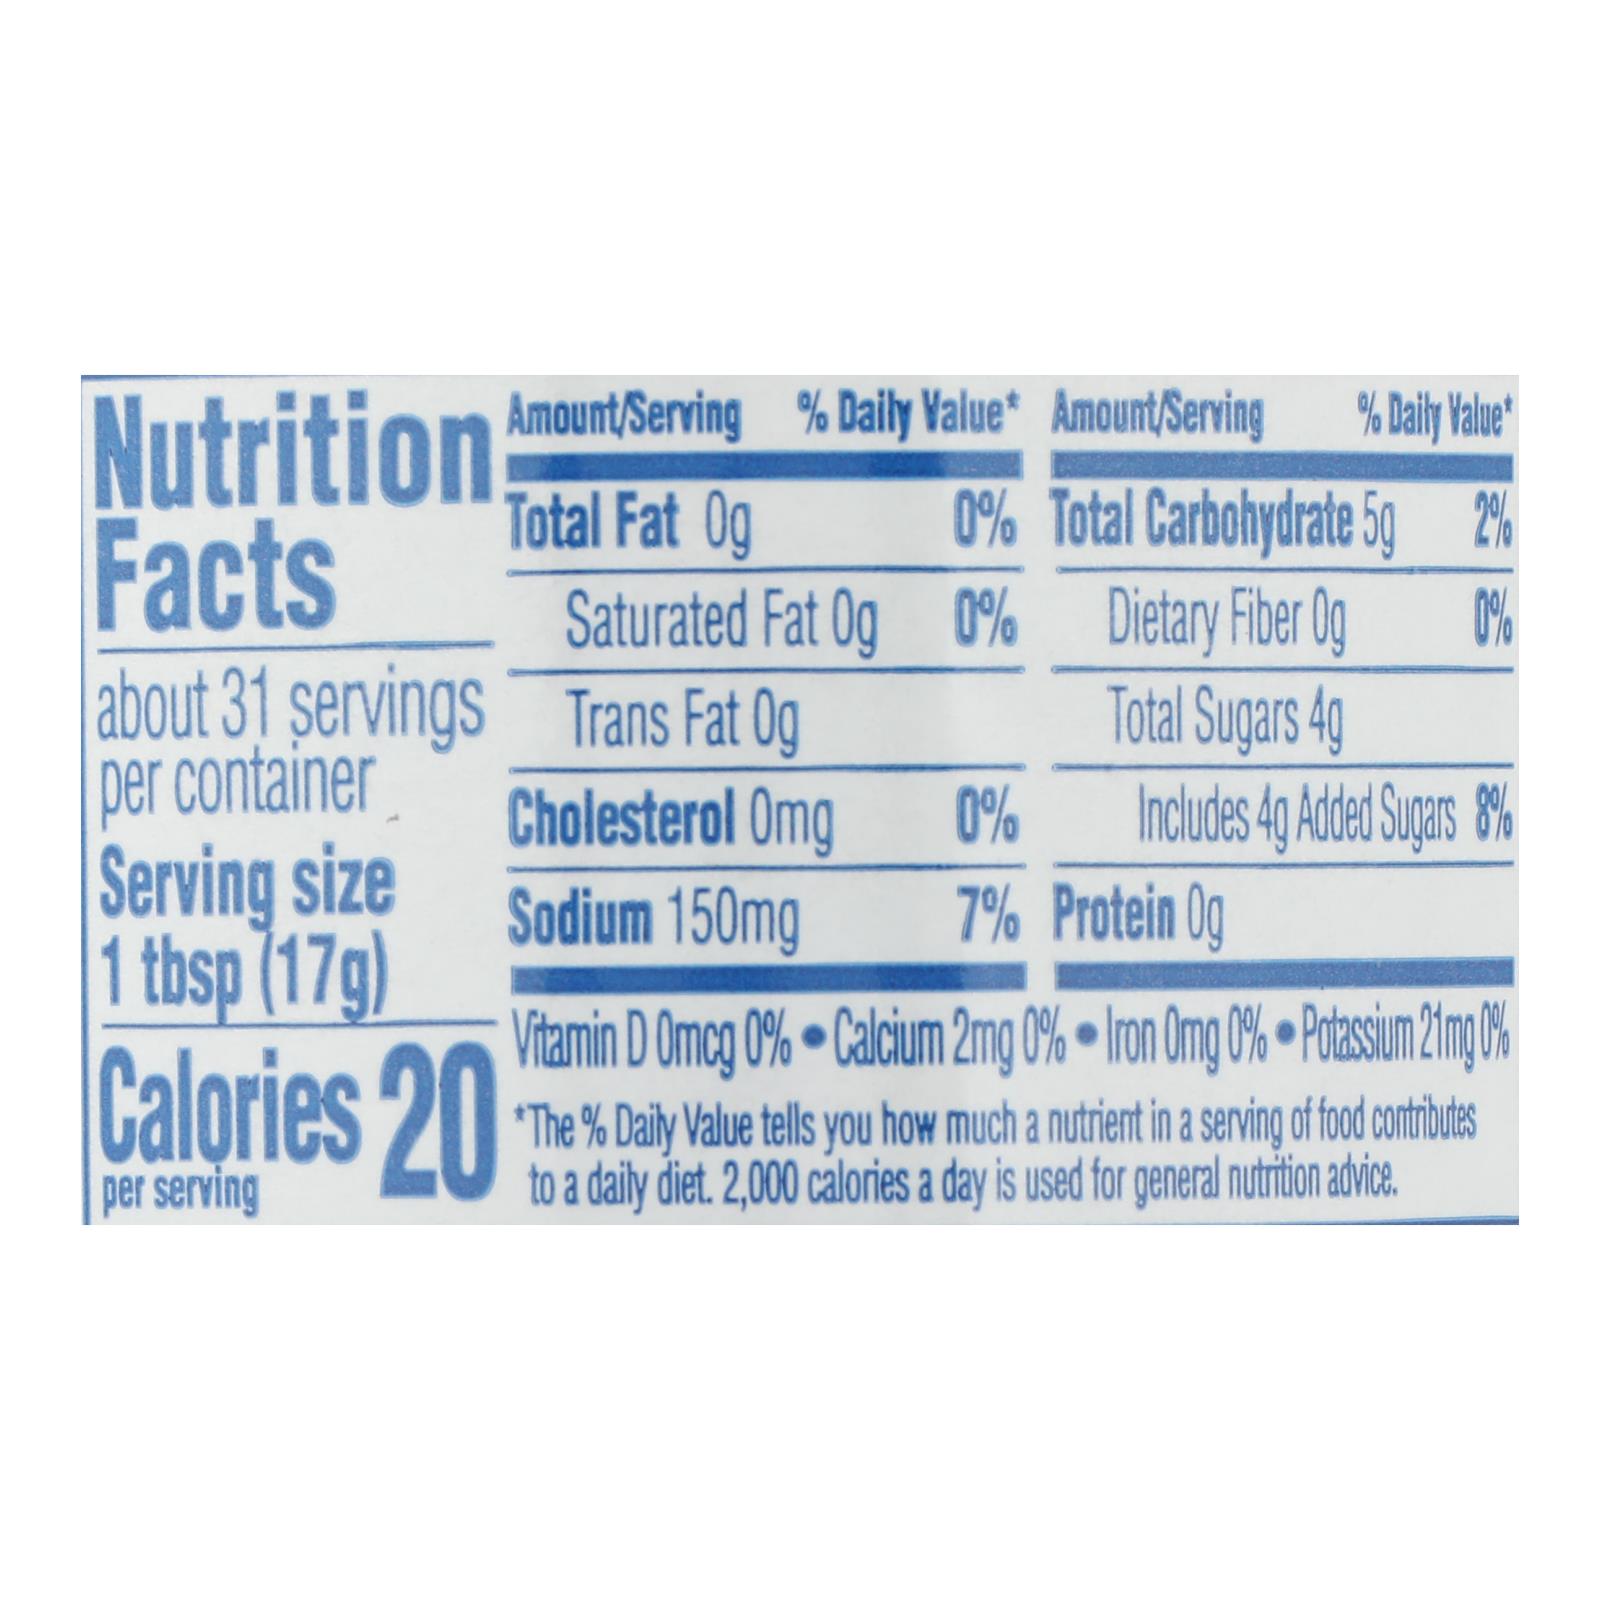 Nutrition
Facts
about 31 servings
per container
Serving size
1 tbsp (17g)
Calories 20
per serving
Amount/Serving % Daily Value*
Total Fat 0g 0%
Saturated Fat 0g 0%
Trans Fat 0g
Cholesterol 0mg 0%
Sodium 150mg 7%
Amount/Serving % Daily Value*
Total Carbohydrate 5g 2%
Dietary Fiber 0g 0%
Total Sugars 4g
Includes 4g Added Sugars 8%
Protein 0g
Vitamin D 0mcg 0% • Calcium 2mg 0% • Iron 0mg 0% • Potassium 21mg 0%
*The % Daily Value tells you how much a nutrient in a serving of food contributes
to a daily diet. 2,000 calories a day is used for general nutrition advice.